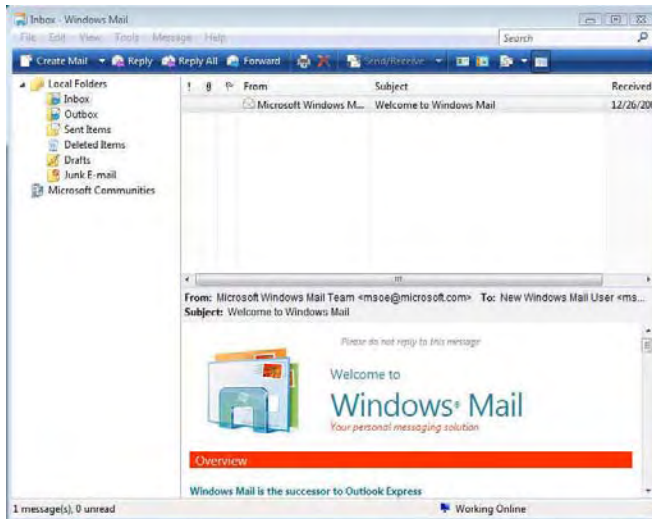 Inbox - Windows Mail
File Edit View Tools Message Help
Search
Create Mail Reply Reply All Forward Send/Receive
Local Folders
Inbox
Outbox
Sent Items
Deleted Items
Drafts
Junk E-mail
Microsoft Communities
! From Subject Received
Microsoft Windows M... Welcome to Windows Mail 12/26/200
From: Microsoft Windows Mail Team <msoe@microsoft.com> To: New Windows Mail User <ms...
Subject: Welcome to Windows Mail
Please do not reply to this message
Welcome to
Windows® Mail
Your personal messaging solution
Overview
Windows Mail is the successor to Outlook Express
1 message(s), 0 unread Working Online